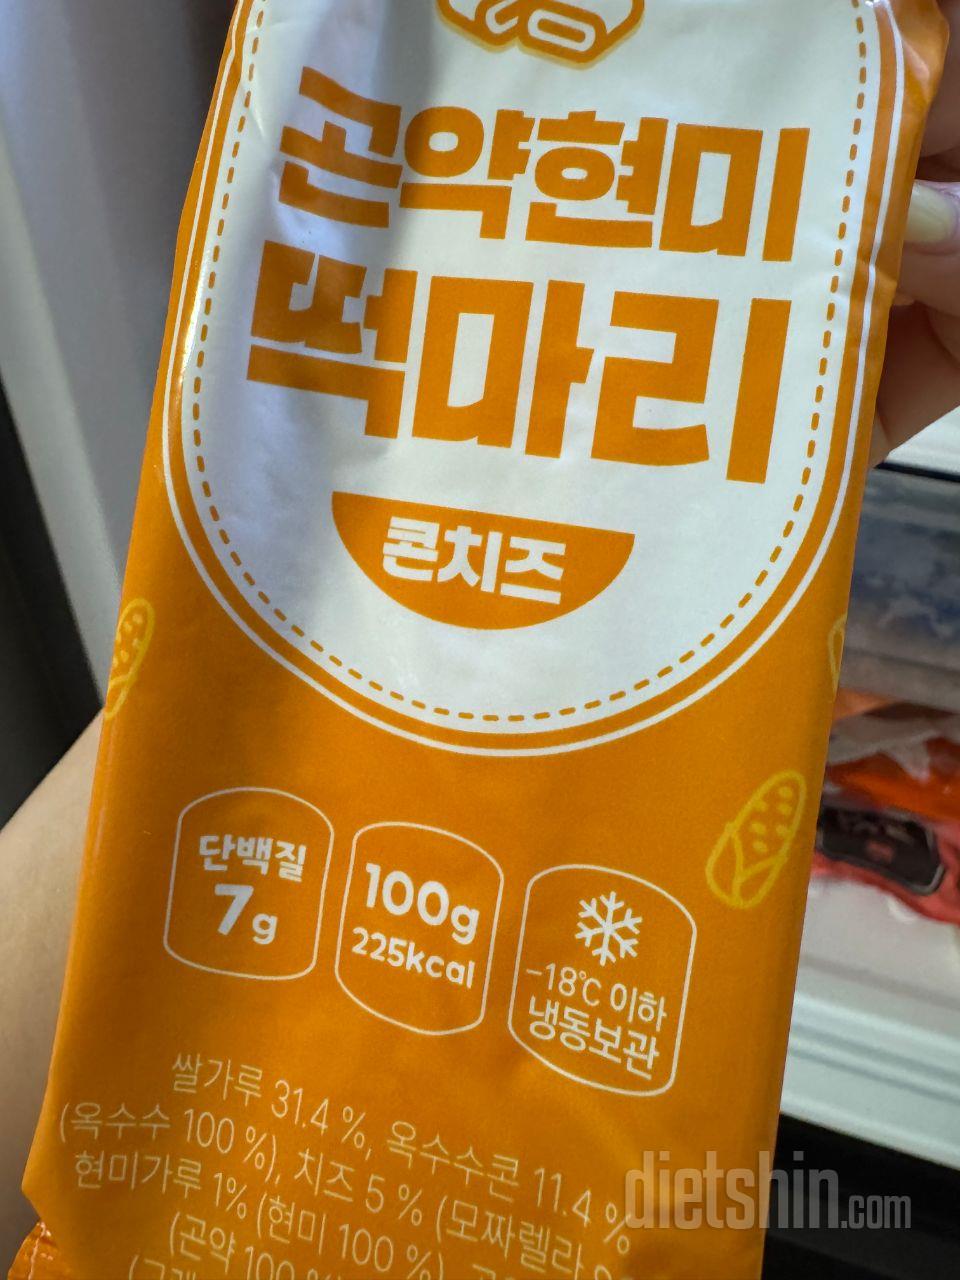 곤약현미
떡마리
콘치즈
단백질
7g
100g
225kcal
-18℃ 이하
냉동보관
쌀가루 31.4 %, 옥수수콘 11.4 %
(옥수수 100 %), 치즈 5 % (모짜렐라
현미가루 1% (현미 100 %),
(곤약 100
dietshin.com